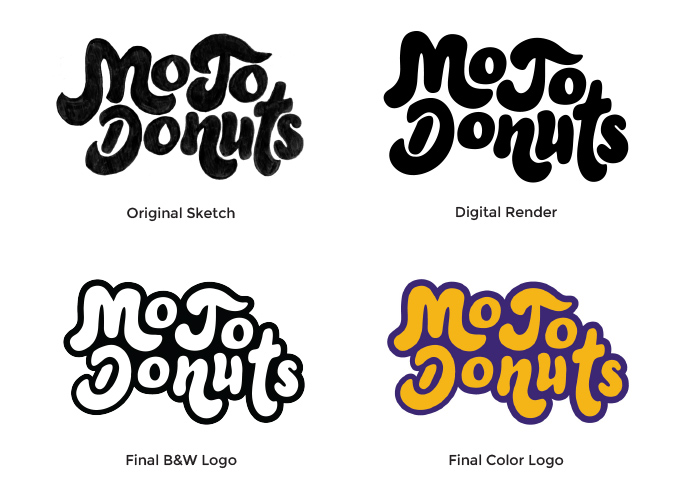 MoJo
Donuts
Original Sketch
MoJo
Donuts
Digital Render
MoJo
Donuts
Final B&W Logo
MoJo
Donuts
Final Color Logo